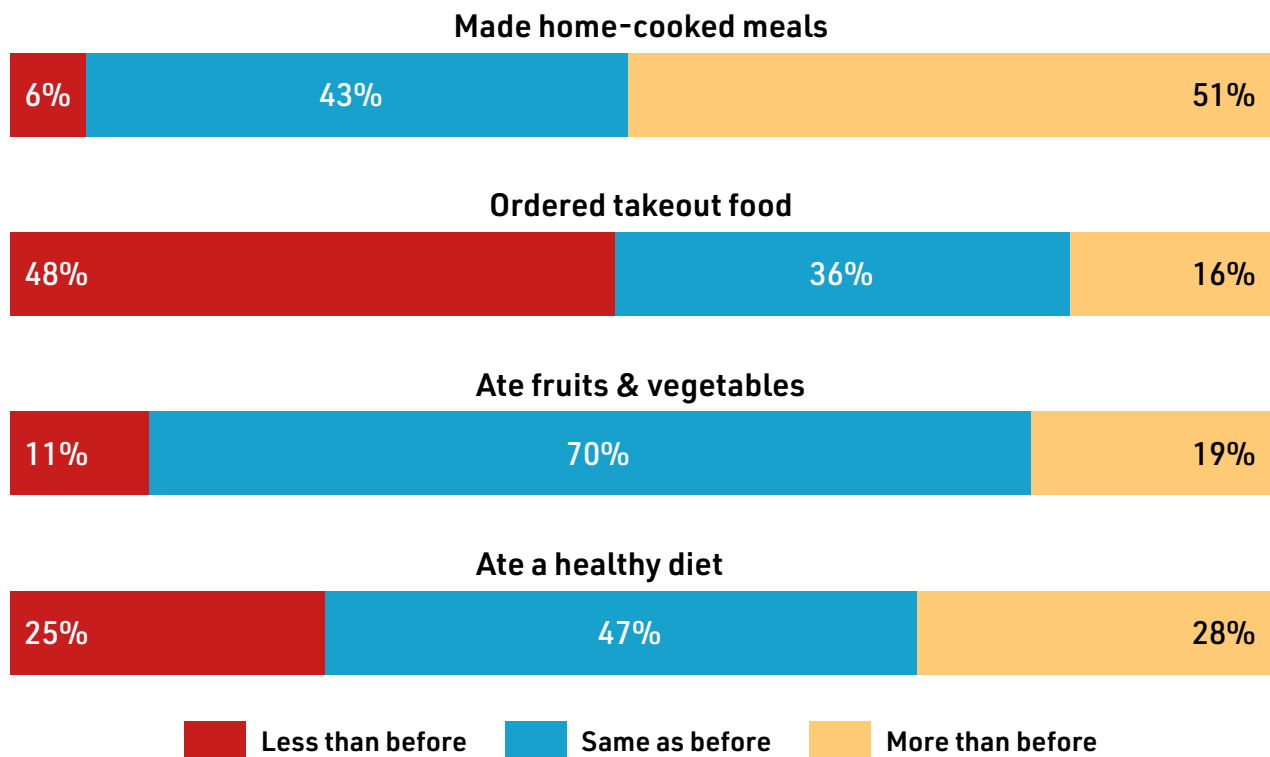 Made home-cooked meals
6% 43% 51%
Ordered takeout food
48% 36% 16%
Ate fruits & vegetables
11% 70% 19%
Ate a healthy diet
25% 47% 28%
Less than before Same as before More than before